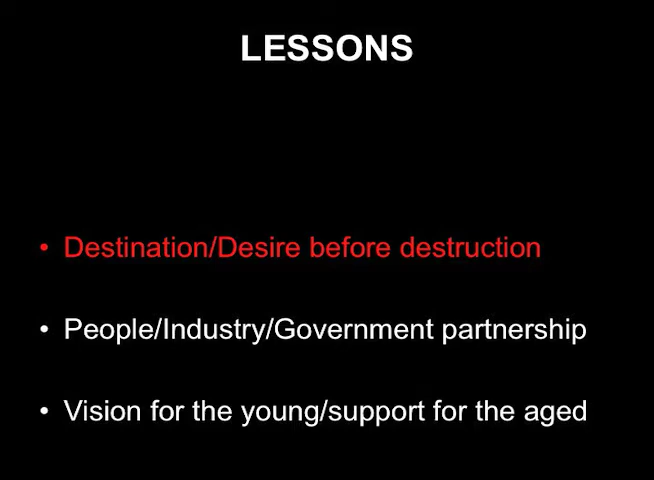 LESSONS
• Destination/Desire before destruction
• People/Industry/Government partnership
• Vision for the young/support for the aged